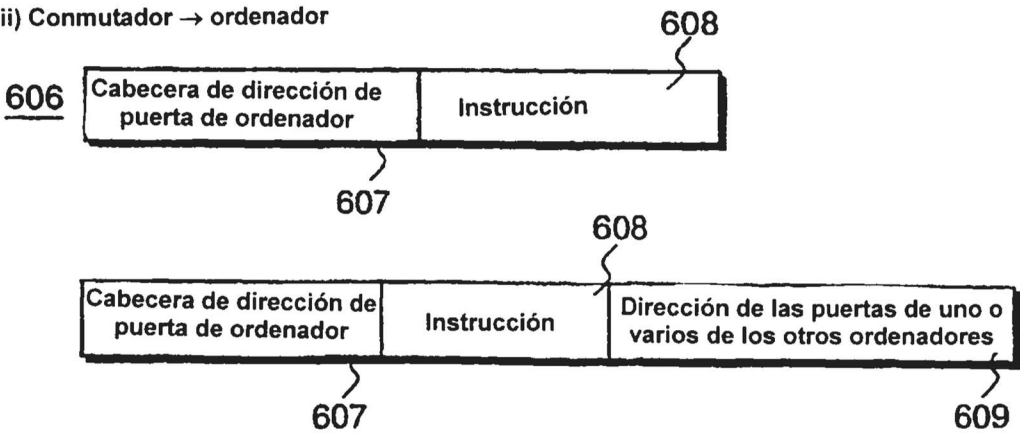 ii) Conmutador → ordenador
608
606
Cabecera de dirección de
puerta de ordenador
Instrucción
607
608
Cabecera de dirección de
puerta de ordenador
Instrucción
Dirección de las puertas de uno o
varios de los otros ordenadores
607
609